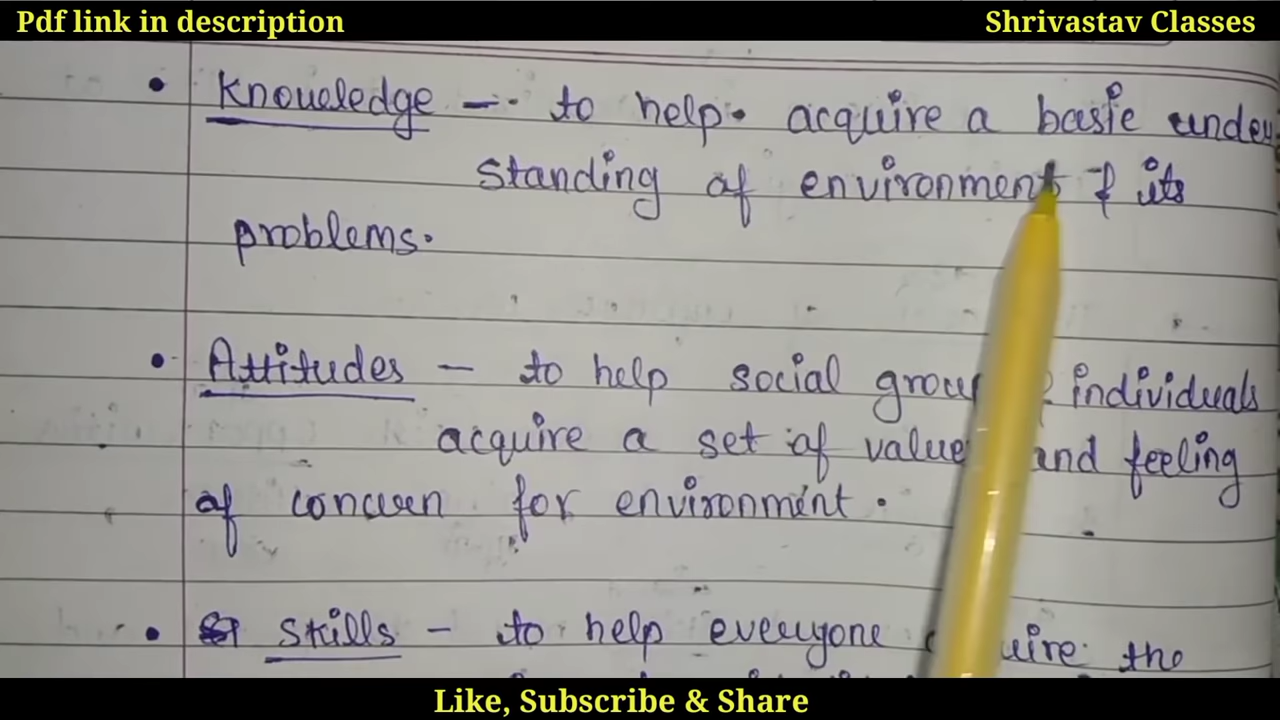 Pdf link in description
Shrivastav Classes
• Knoweledge — to help acquire a basic under
standing of environment & its
problems.
• Attitudes — to help social grou & individuals
acquire a set of value and feeling
of concern for environment.
• Skills — to help everyone the
Like, Subscribe & Share